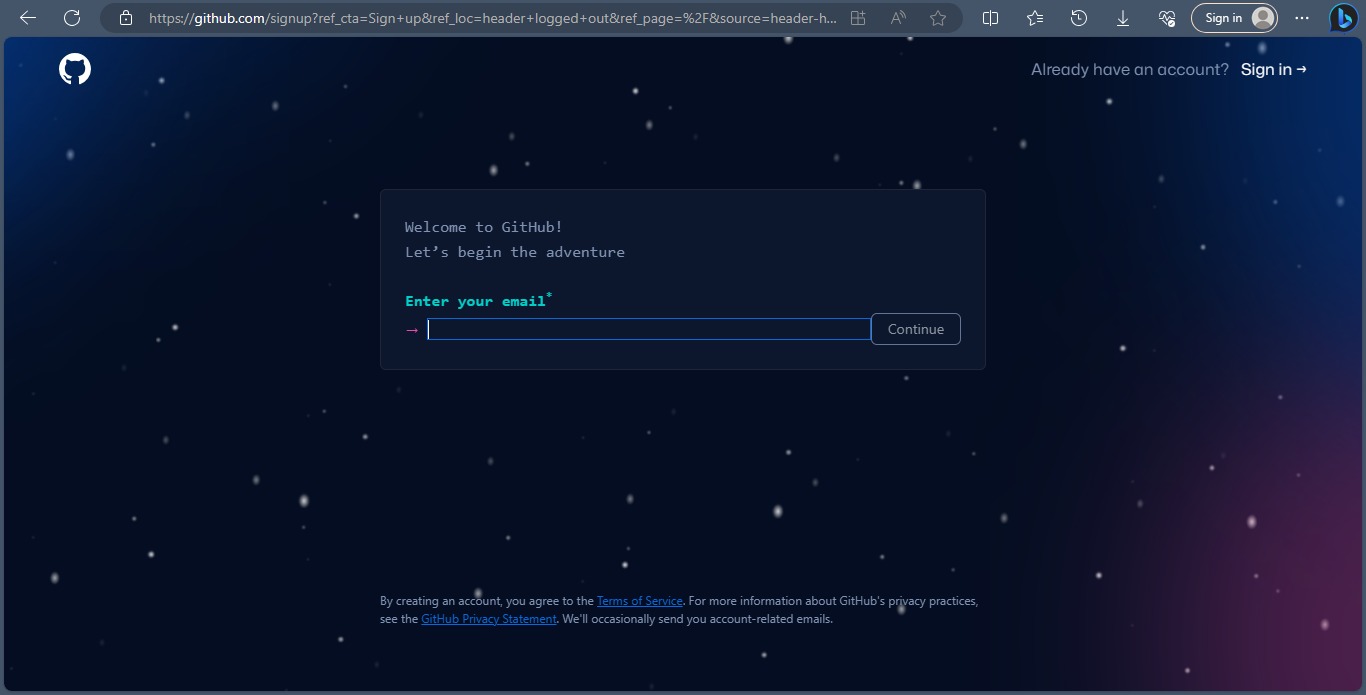 https://github.com/signup?ref_cta=Sign+up&ref_loc=header+logged+out&ref_page=%2F&source=header-h...
Sign in
Already have an account? Sign in →
Welcome to GitHub!
Let’s begin the adventure
Enter your email*
→
Continue
By creating an account, you agree to the Terms of Service. For more information about GitHub's privacy practices,
see the GitHub Privacy Statement. We'll occasionally send you account-related emails.